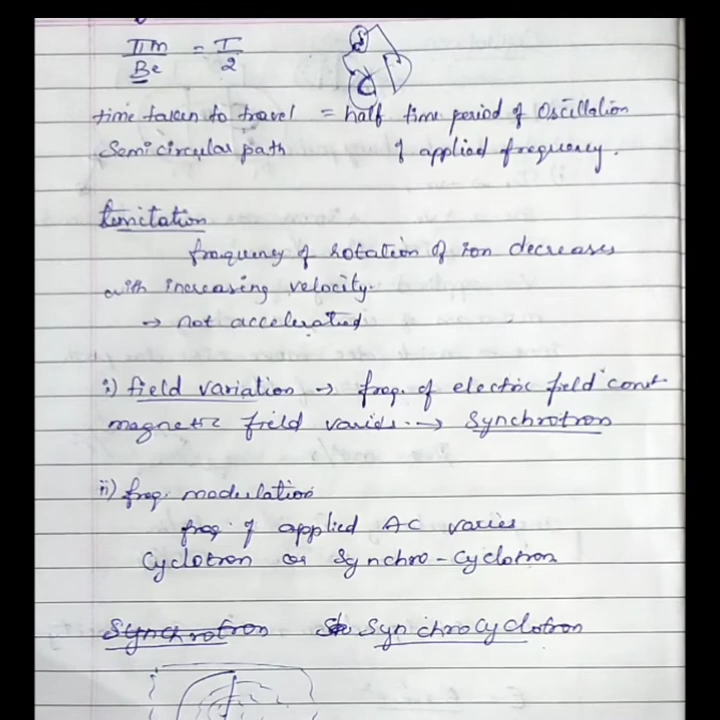 πm/Be = T/2
time taken to travel = half time period of Oscillation
Semicircular path of applied frequency.
Limitation
frequency of rotation of ion decreases
with increasing velocity.
→ not accelerated
i) field variation → freq. of electric field const
magnetic field varies. → Synchrotron
ii) freq. modulation
freq. of applied AC varies
Cyclotron or Synchro-Cyclotron
Synchrotron Synchrocyclotron